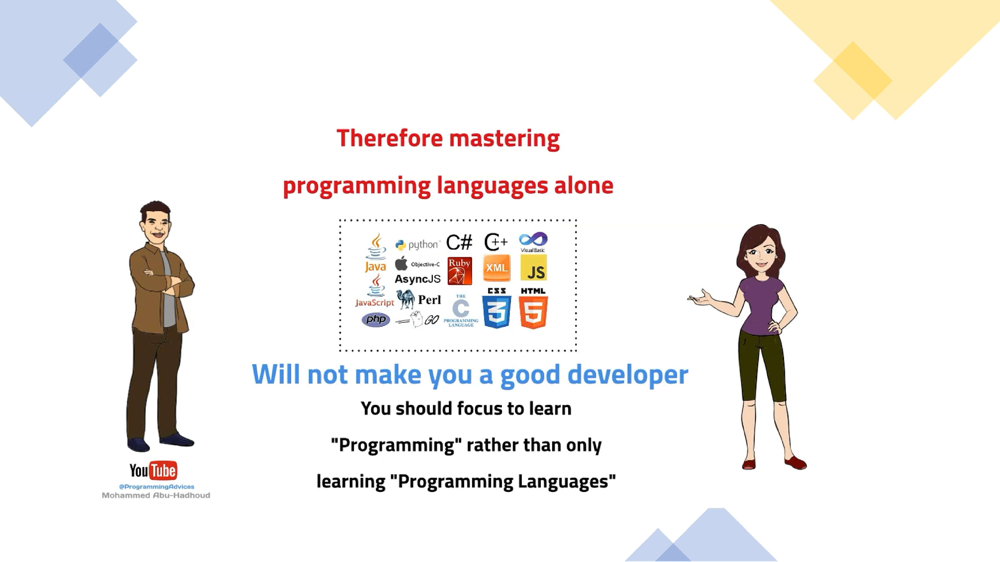 Therefore mastering
programming languages alone
Java
python
C#
C++
Visual Basic
Objective-C
Ruby
XML
JS
AsyncJS
JavaScript
Perl
THE
C
PROGRAMMING
LANGUAGE
CSS
3
HTML
5
php
GO
Will not make you a good developer
You should focus to learn
"Programming" rather than only
learning "Programming Languages"
YouTube
@ProgrammingAdvices
Mohammed Abu-Hadhoud